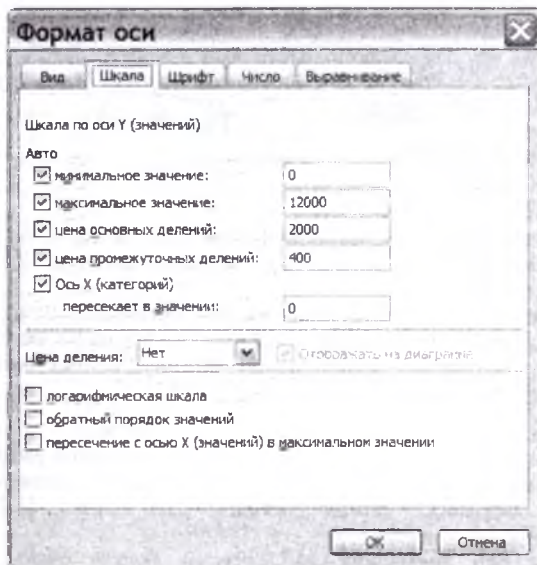 Формат оси
Вид Шкала Шрифт Число Выравнивание
Шкала по оси Y (значений)
Авто
минимальное значение: 0
максимальное значение: 12000
цена основных делений: 2000
цена промежуточных делений: 400
Ось X (категорий)
пересекает в значении: 0
Цена деления: Нет Отображать на диаграмме
логарифмическая шкала
обратный порядок значений
пересечение с осью X (значений) в максимальном значении
OK Отмена